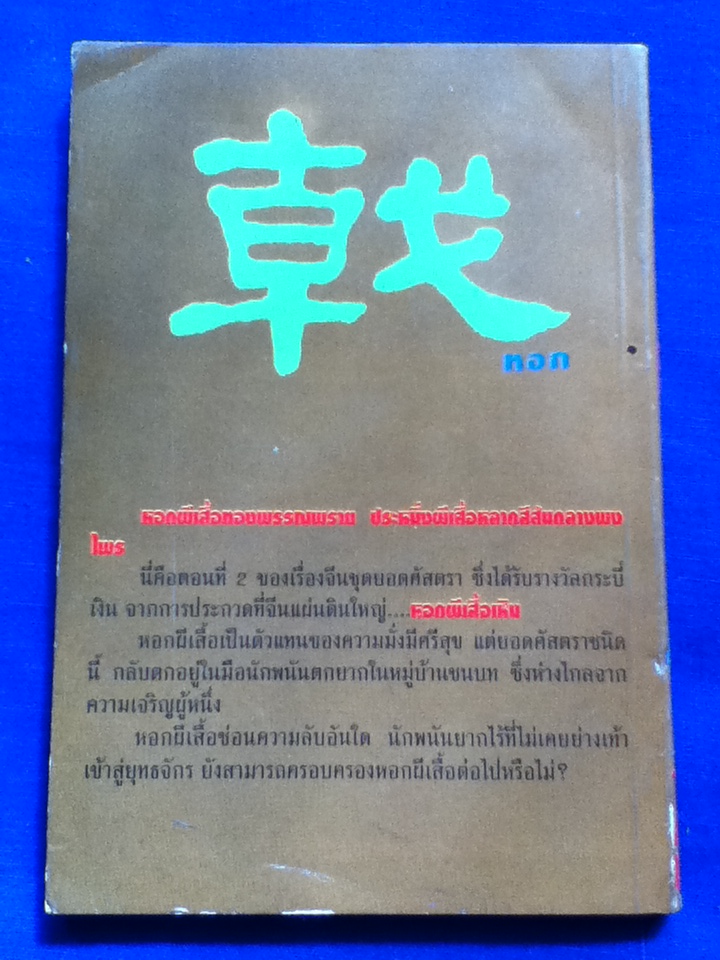 戟
หอก
หอกผีเสื้อทองพรรณพราย ประหนึ่งผีเสื้อหลากสีสันกลางพง
ไพร
นี่คือตอนที่ 2 ของเรื่องจีนชุดยอดศัสตรา ซึ่งได้รับรางวัลกระบี่
เงิน จากการประกวดที่จีนแผ่นดินใหญ่....หอกผีเสื้อเหิน
หอกผีเสื้อเป็นตัวแทนของความมั่งมีศรีสุข แต่ยอดศัสตราชนิด
นี้ กลับตกอยู่ในมือนักพนันตกยากในหมู่บ้านชนบท ซึ่งห่างไกลจาก
ความเจริญผู้หนึ่ง
หอกผีเสื้อซ่อนความลับอันใด นักพนันยากไร้ที่ไม่เคยย่างเท้า
เข้าสู่ยุทธจักร ยังสามารถครอบครองหอกผีเสื้อต่อไปหรือไม่?